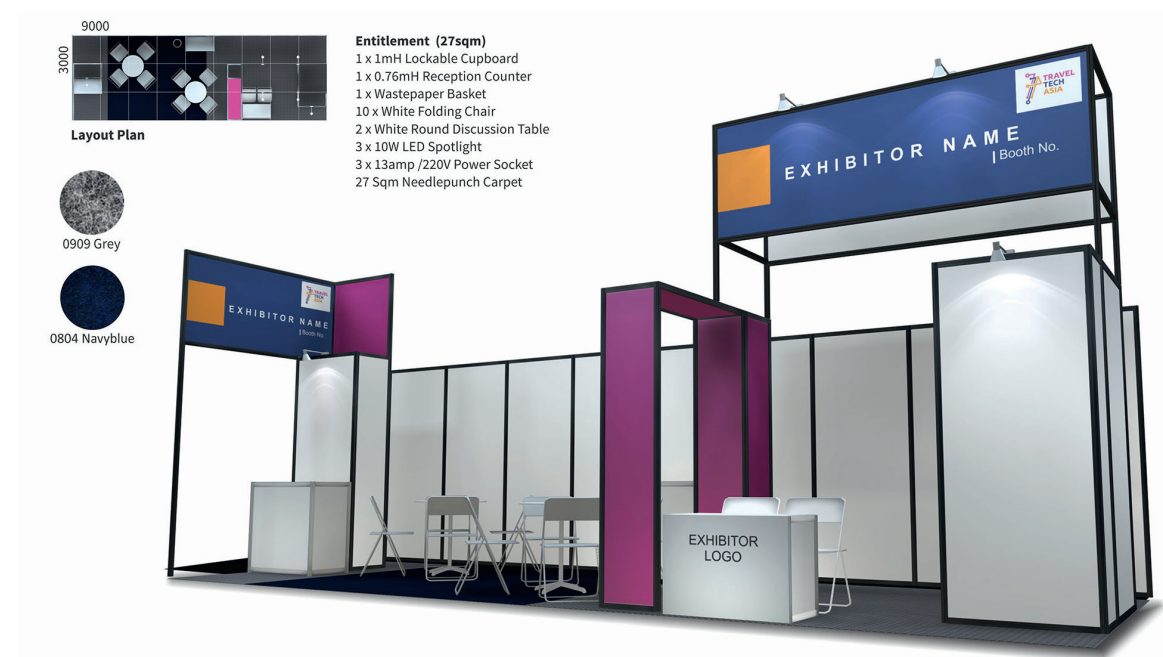 9000
3000
Layout Plan
Entitlement (27sqm)
1 x 1mH Lockable Cupboard
1 x 0.76mH Reception Counter
1 x Wastepaper Basket
10 x White Folding Chair
2 x White Round Discussion Table
3 x 10W LED Spotlight
3 x 13amp /220V Power Socket
27 Sqm Needlepunch Carpet
0909 Grey
0804 Navyblue
TRAVEL
TECH
ASIA
EXHIBITOR NAME
| Booth No.
TRAVEL
TECH
ASIA
EXHIBITOR NAME
| Booth No.
EXHIBITOR
LOGO